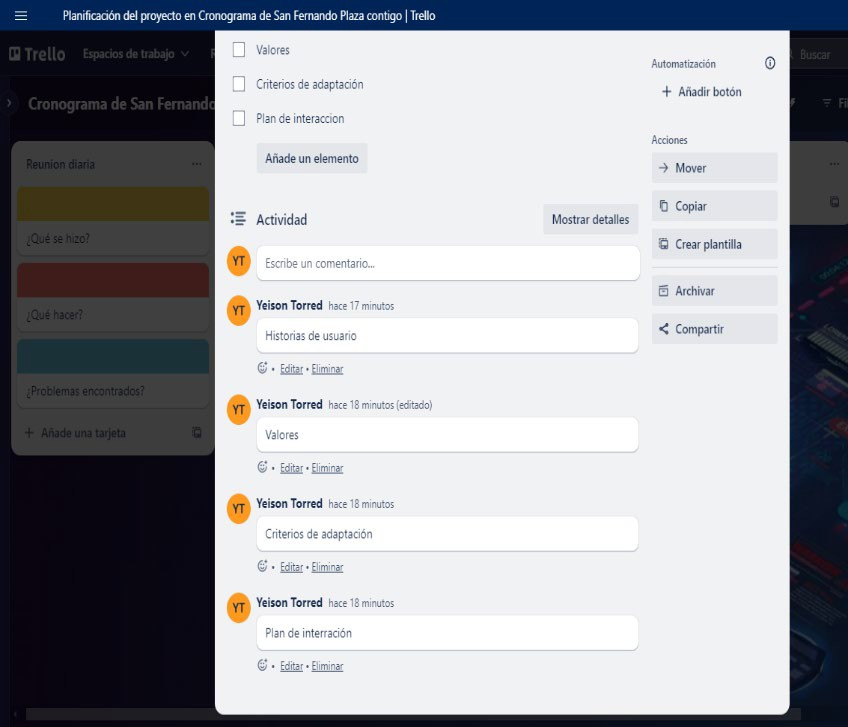 Planificación del proyecto en Cronograma de San Fernando Plaza contigo | Trello
Trello
Espacios de trabajo
Buscar
Cronograma de San Fernando
Reunion diaria
¿Qué se hizo?
¿Qué hacer?
¿Problemas encontrados?
+ Añade una tarjeta
Valores
Criterios de adaptación
Plan de interaccion
Añade un elemento
Actividad
Mostrar detalles
YT
Escribe un comentario...
YT
Yeison Torred hace 17 minutos
Historias de usuario
• Editar • Eliminar
YT
Yeison Torred hace 18 minutos (editado)
Valores
• Editar • Eliminar
YT
Yeison Torred hace 18 minutos
Criterios de adaptación
• Editar • Eliminar
YT
Yeison Torred hace 18 minutos
Plan de interración
• Editar • Eliminar
Automatización
+ Añadir botón
Acciones
Mover
Copiar
Crear plantilla
Archivar
Compartir